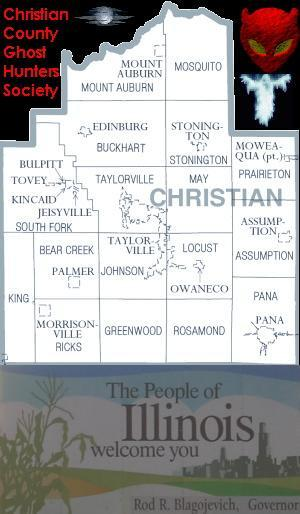 Christian
County
Ghost
Hunters
Society
MOUNT
AUBURN
MOUNT AUBURN
MOSQUITO
EDINBURG
BUCKHART
STONING-
TON
STONINGTON
MOWEA-
QUA (pt.)
PRAIRIETON
BULPITT
TOVEY
KINCAID
JEISYVILLE
SOUTH FORK
TAYLORVILLE
MAY
CHRISTIAN
ASSUMP-
TION
ASSUMPTION
BEAR CREEK
TAYLOR-
VILLE
LOCUST
PALMER
JOHNSON
OWANECO
KING
PANA
PANA
MORRISON-
VILLE
RICKS
GREENWOOD
ROSAMOND
The People of
Illinois
welcome you
Rod R. Blagojevich, Governor